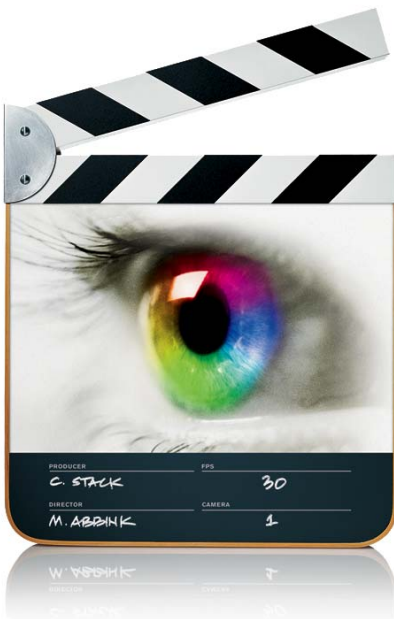 PRODUCER FPS
C. STACK 30
DIRECTOR CAMERA
M. ABBINK 1